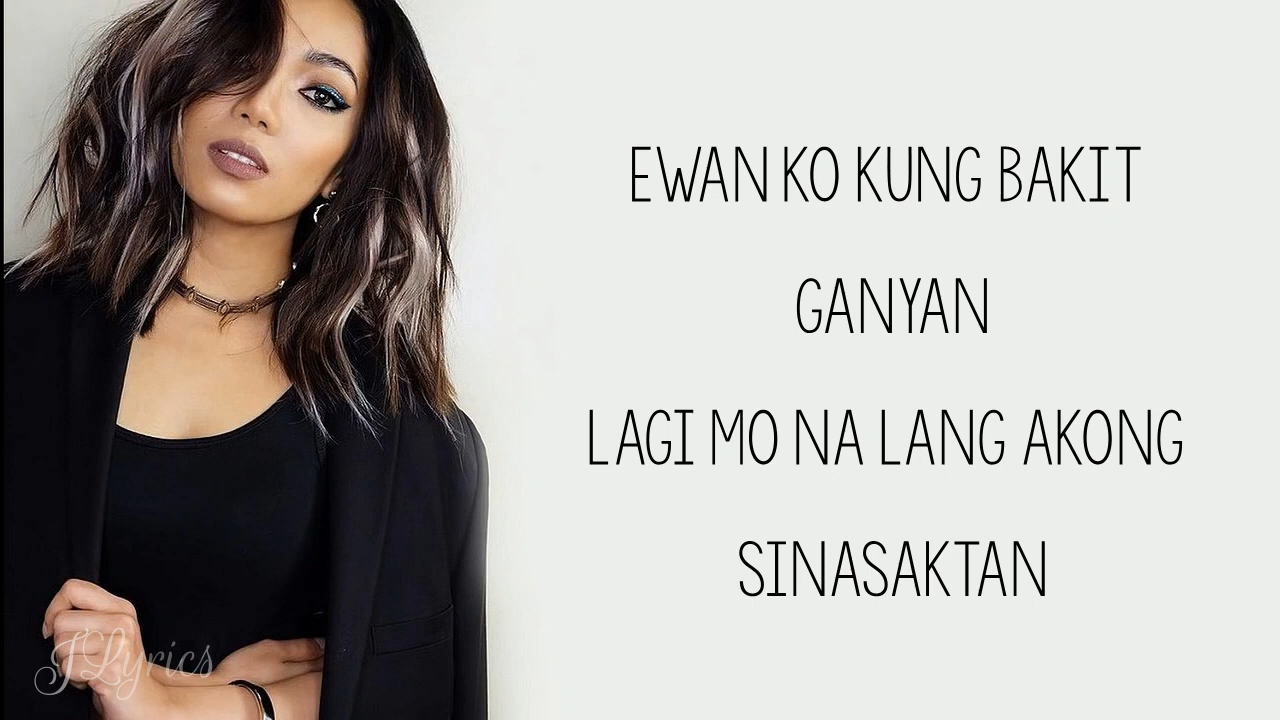 EWAN KO KUNG BAKIT
GANYAN
LAGI MO NA LANG AKONG
SINASAKTAN
JLyrics